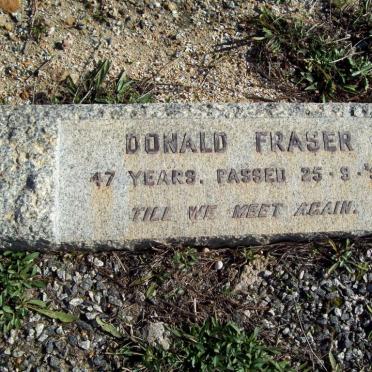 DONALD FRASER
47 YEARS. PASSED 25-9-
TILL WE MEET AGAIN.